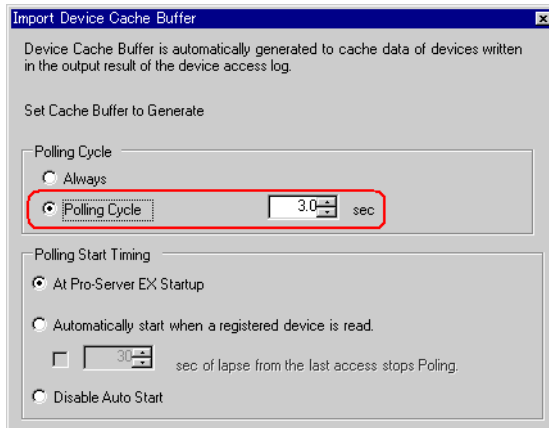 Import Device Cache Buffer
Device Cache Buffer is automatically generated to cache data of devices written
in the output result of the device access log.
Set Cache Buffer to Generate
Polling Cycle
Always
Polling Cycle 3.0 sec
Polling Start Timing
At Pro-Server EX Startup
Automatically start when a registered device is read.
30 sec of lapse from the last access stops Poling.
Disable Auto Start